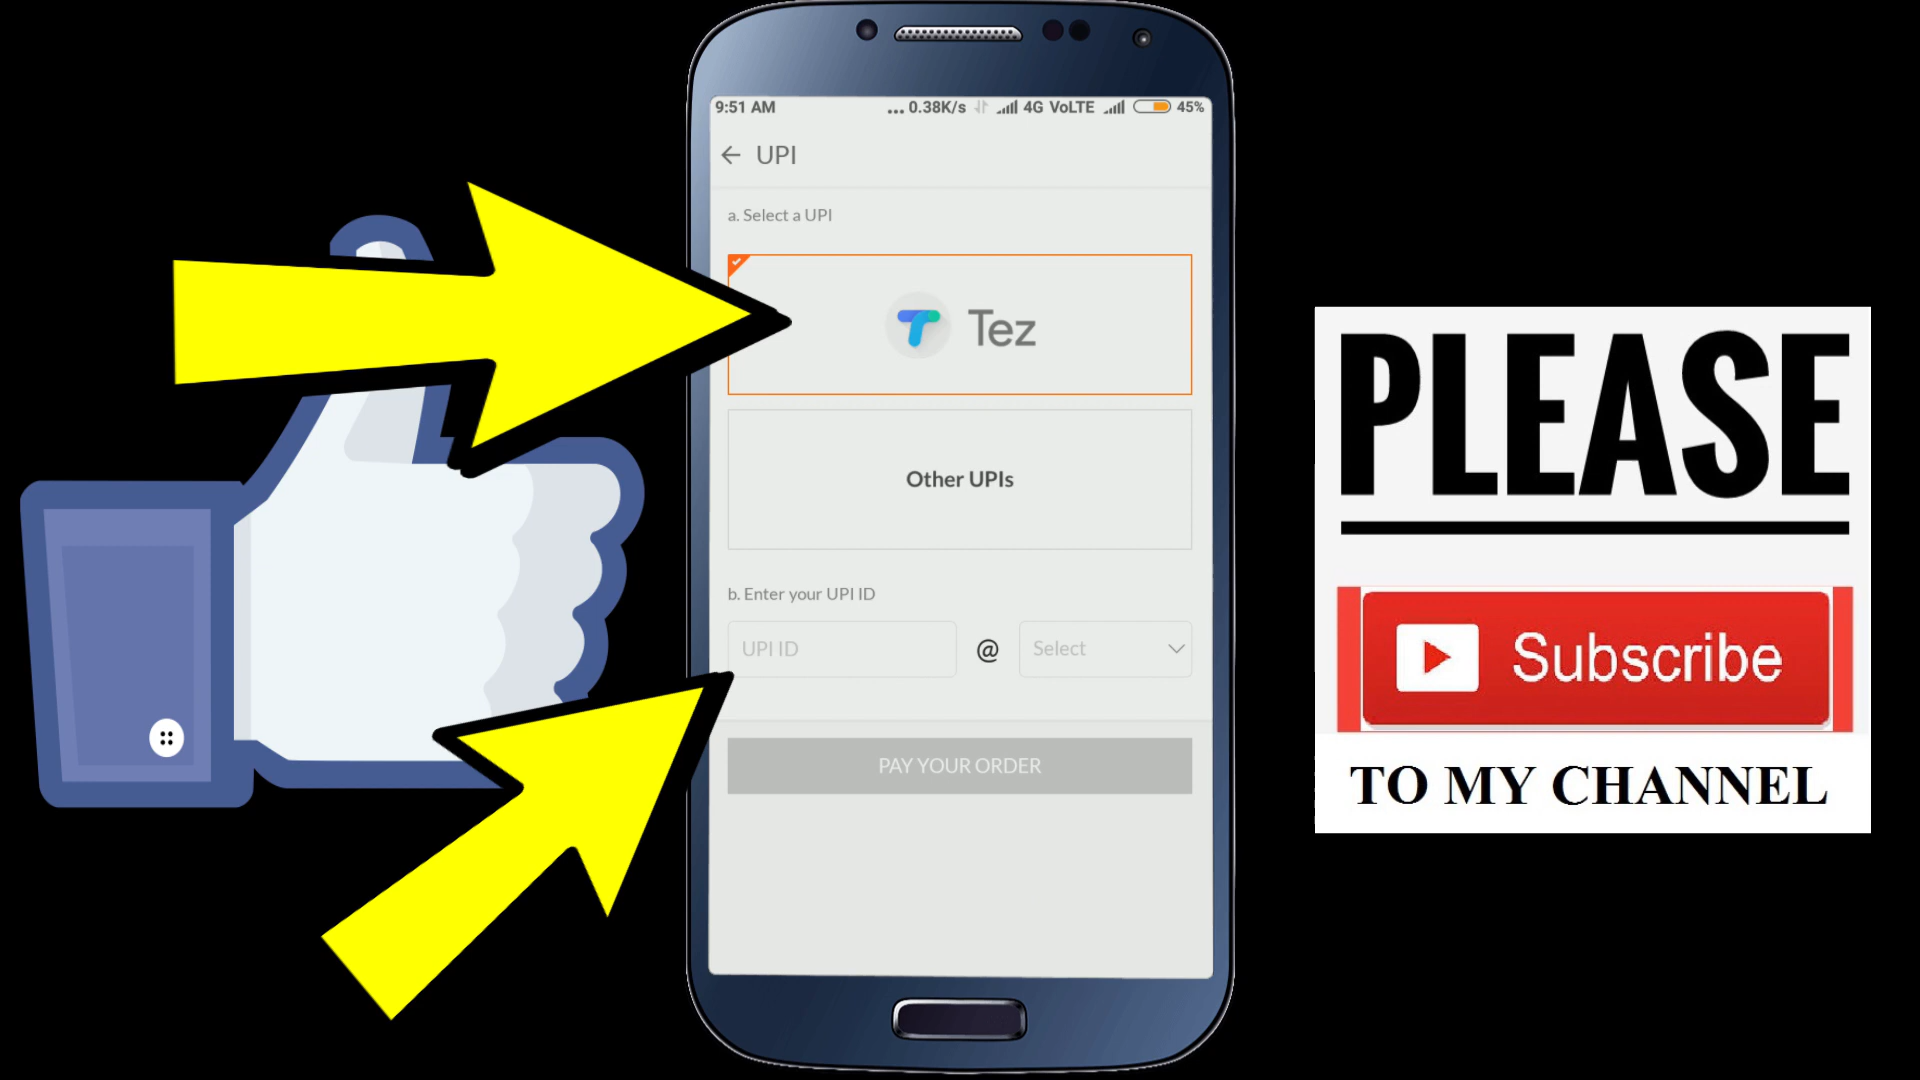 9:51 AM ... 0.38K/s 4G VoLTE 45%
UPI
a. Select a UPI
Tez
Other UPIs
b. Enter your UPI ID
UPI ID @ Select
PAY YOUR ORDER
PLEASE
Subscribe
TO MY CHANNEL